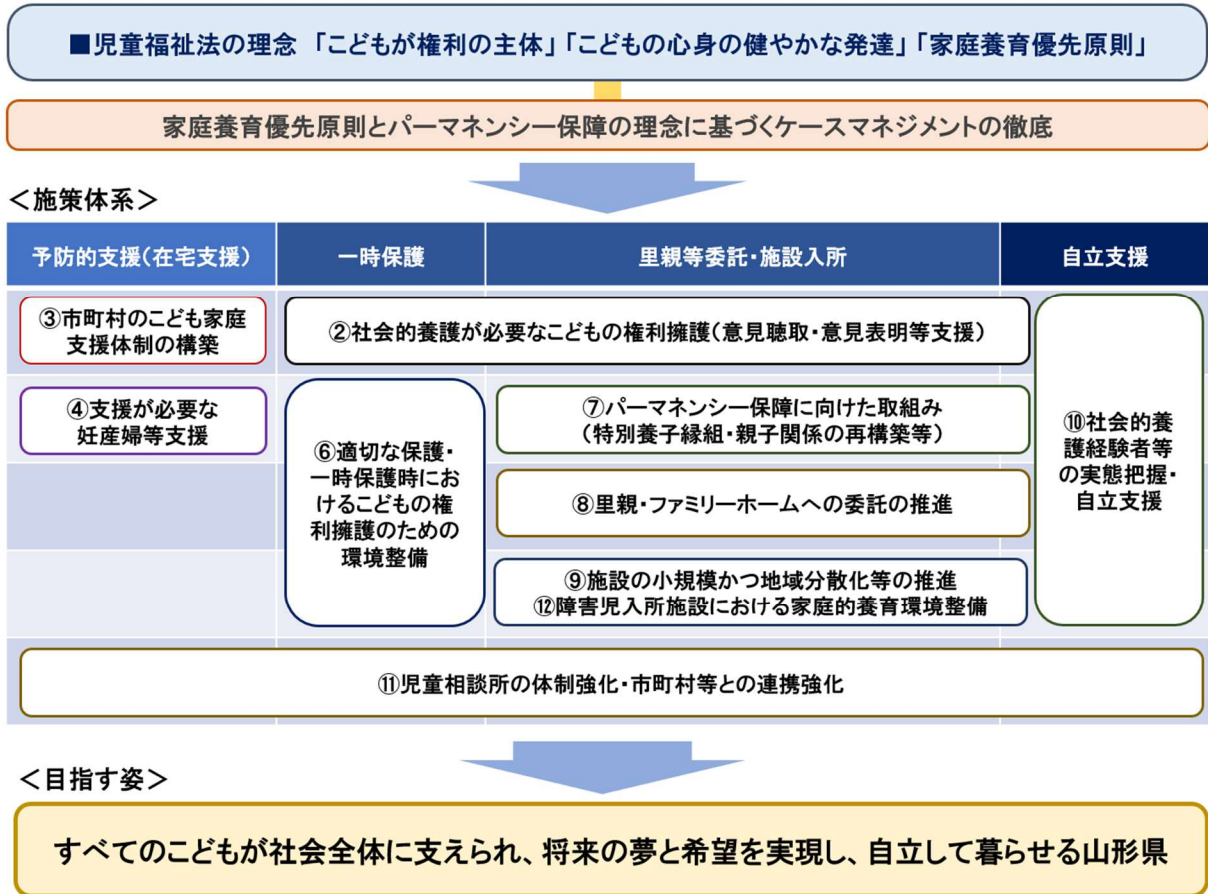 ■児童福祉法の理念 「こどもが権利の主体」「こどもの心身の健やかな発達」「家庭養育優先原則」
家庭養育優先原則とパーマネンシー保障の理念に基づくケースマネジメントの徹底
＜施策体系＞
予防的支援（在宅支援）
一時保護
里親等委託・施設入所
自立支援
③市町村のこども家庭
支援体制の構築
②社会的養護が必要なこどもの権利擁護（意見聴取・意見表明等支援）
④支援が必要な
妊産婦等支援
⑥適切な保護・
一時保護時にお
けるこどもの権
利擁護のための
環境整備
⑦パーマネンシー保障に向けた取組み
（特別養子縁組・親子関係の再構築等）
⑧里親・ファミリーホームへの委託の推進
⑨施設の小規模かつ地域分散化等の推進
⑫障害児入所施設における家庭的養育環境整備
⑩社会的養
護経験者等
の実態把握・
自立支援
⑪児童相談所の体制強化・市町村等との連携強化
＜目指す姿＞
すべてのこどもが社会全体に支えられ、将来の夢と希望を実現し、自立して暮らせる山形県